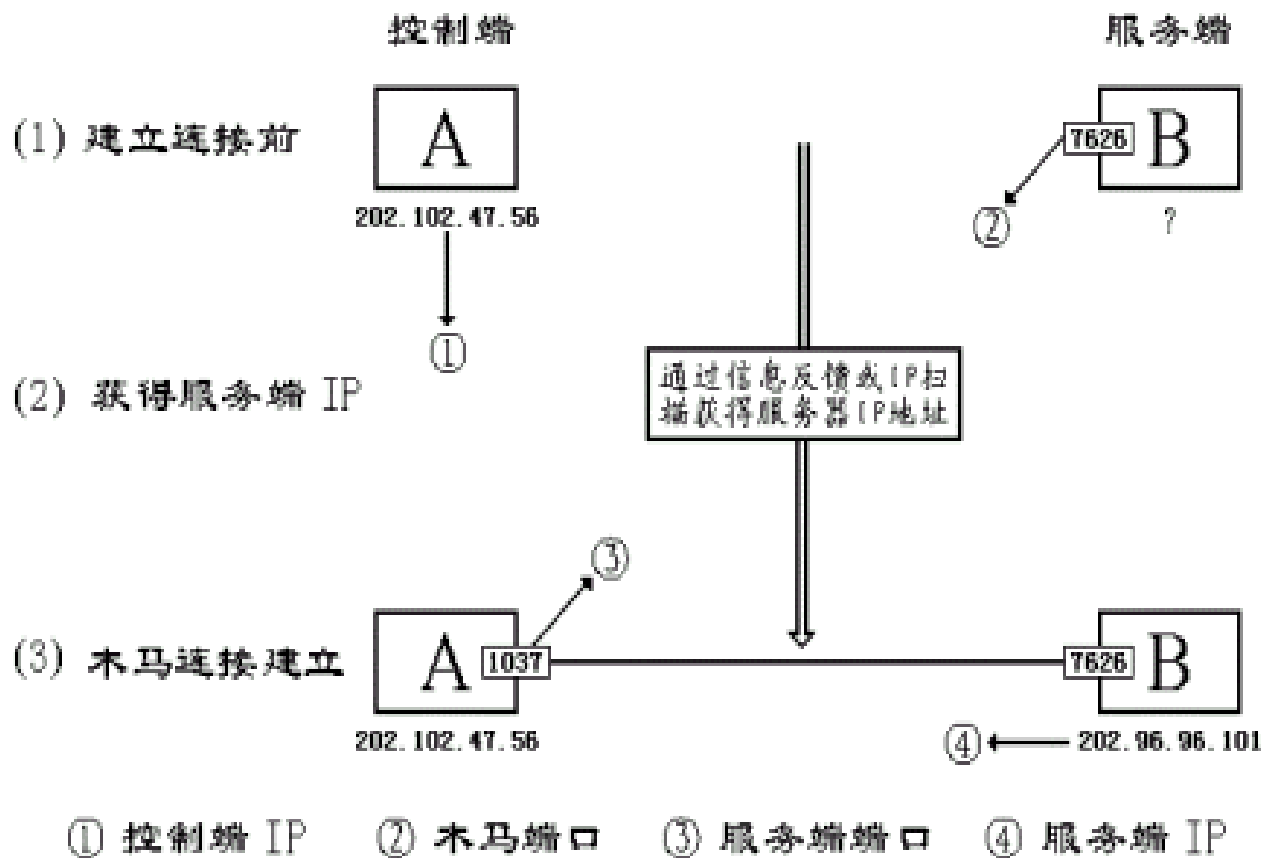 控制端 服务端
(1) 建立连接前 A 7626 B
202.102.47.56 ② ?
①
(2) 获得服务端 IP
通过信息反馈或IP扫
描获得服务器IP地址
③
(3) 木马连接建立 A 1037 7626 B
202.102.47.56 ④ 202.96.96.101
① 控制端 IP ② 木马端口 ③ 服务端端口 ④ 服务端 IP